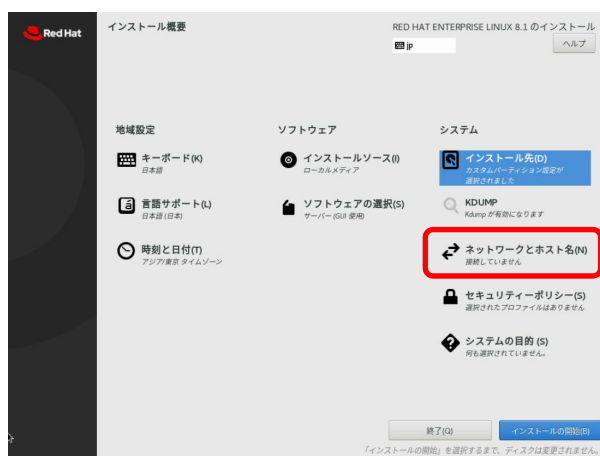 Red Hat
インストール概要
RED HAT ENTERPRISE LINUX 8.1 のインストール
jp
ヘルプ
地域設定
キーボード(K)
日本語
言語サポート(L)
日本語 (日本)
時刻と日付(T)
アジア/東京 タイムゾーン
ソフトウェア
インストールソース(I)
ローカルメディア
ソフトウェアの選択(S)
サーバー (GUI 使用)
システム
インストール先(D)
カスタムパーティション設定が
選択されました
KDUMP
Kdump が有効になります
ネットワークとホスト名(N)
接続していません
セキュリティーポリシー(S)
選択されたプロファイルはありません
システムの目的 (S)
何も選択されていません。
終了(Q)
インストールの開始(B)
「インストールの開始」を選択するまで、ディスクは変更されません。